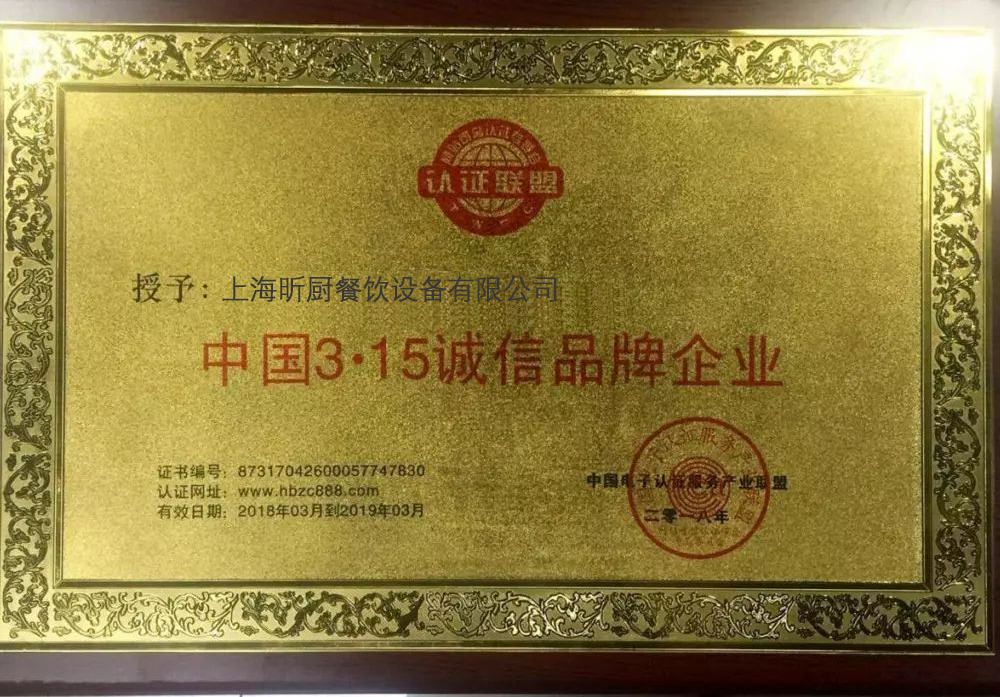 认证联盟
授予：上海昕厨餐饮设备有限公司
中国3·15诚信品牌企业
证书编号：87317042600057747830
认证网址：www.hbzc888.com
有效日期：2018年03月到2019年03月
中国电子认证服务产业联盟
二零一八年